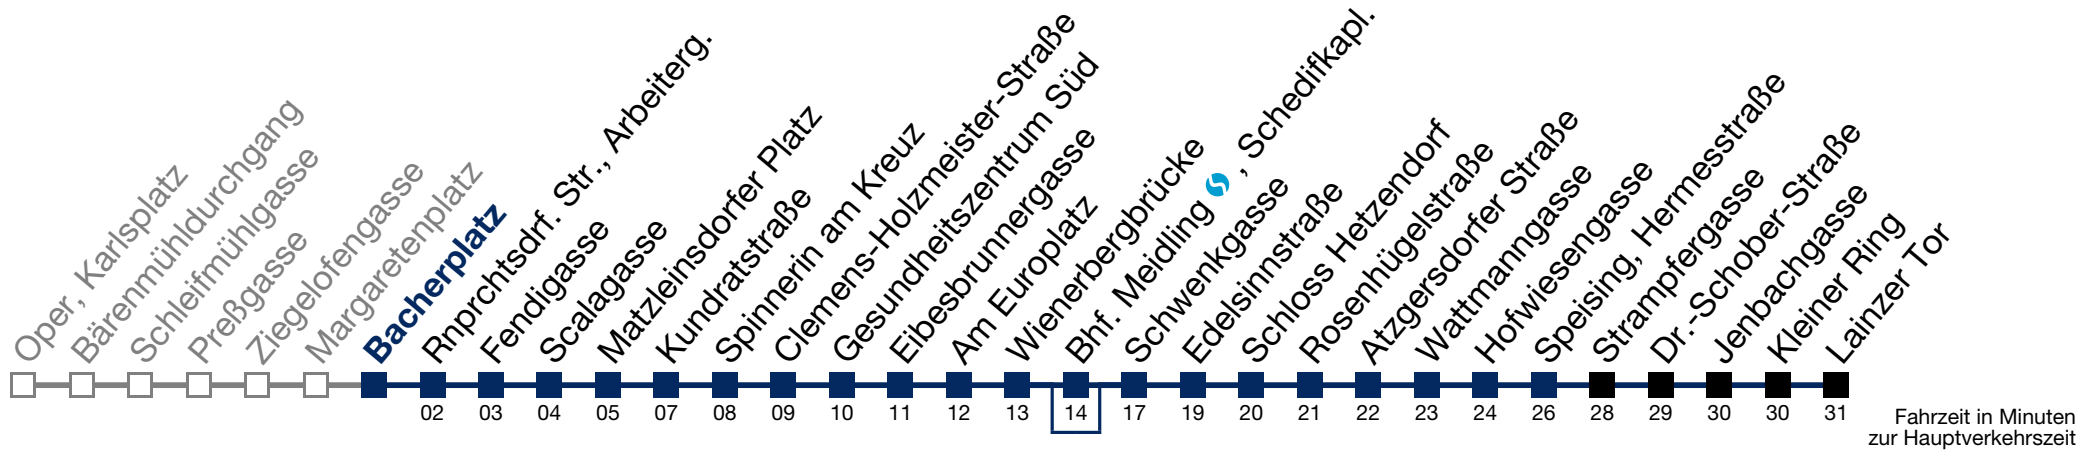 Oper, Karlsplatz
Bärenmühldurchgang
Schleifmühlgasse
Preßgasse
Ziegelofengasse
Margaretenplatz
Bacherplatz
Rnprchtsdrf. Str., Arbeiterg.
Fendigasse
Scalagasse
Matzleinsdorfer Platz
Kundratstraße
Spinnerin am Kreuz
Clemens-Holzmeister-Straße
Gesundheitszentrum Süd
Eibesbrunnergasse
Am Europlatz
Wienerbergbrücke
Bhf. Meidling , Schedifkapl.
Schwenkgasse
Edelsinnstraße
Schloss Hetzendorf
Rosenhügelstraße
Atzgersdorfer Straße
Wattmanngasse
Hofwiesengasse
Speising, Hermesstraße
Strampfergasse
Dr.-Schober-Straße
Jenbachgasse
Kleiner Ring
Lainzer Tor
02 03 04 05 07 08 09 10 11 12 13 14 17 19 20 21 22 23 24 26 28 29 30 30 31
Fahrzeit in Minuten
zur Hauptverkehrszeit